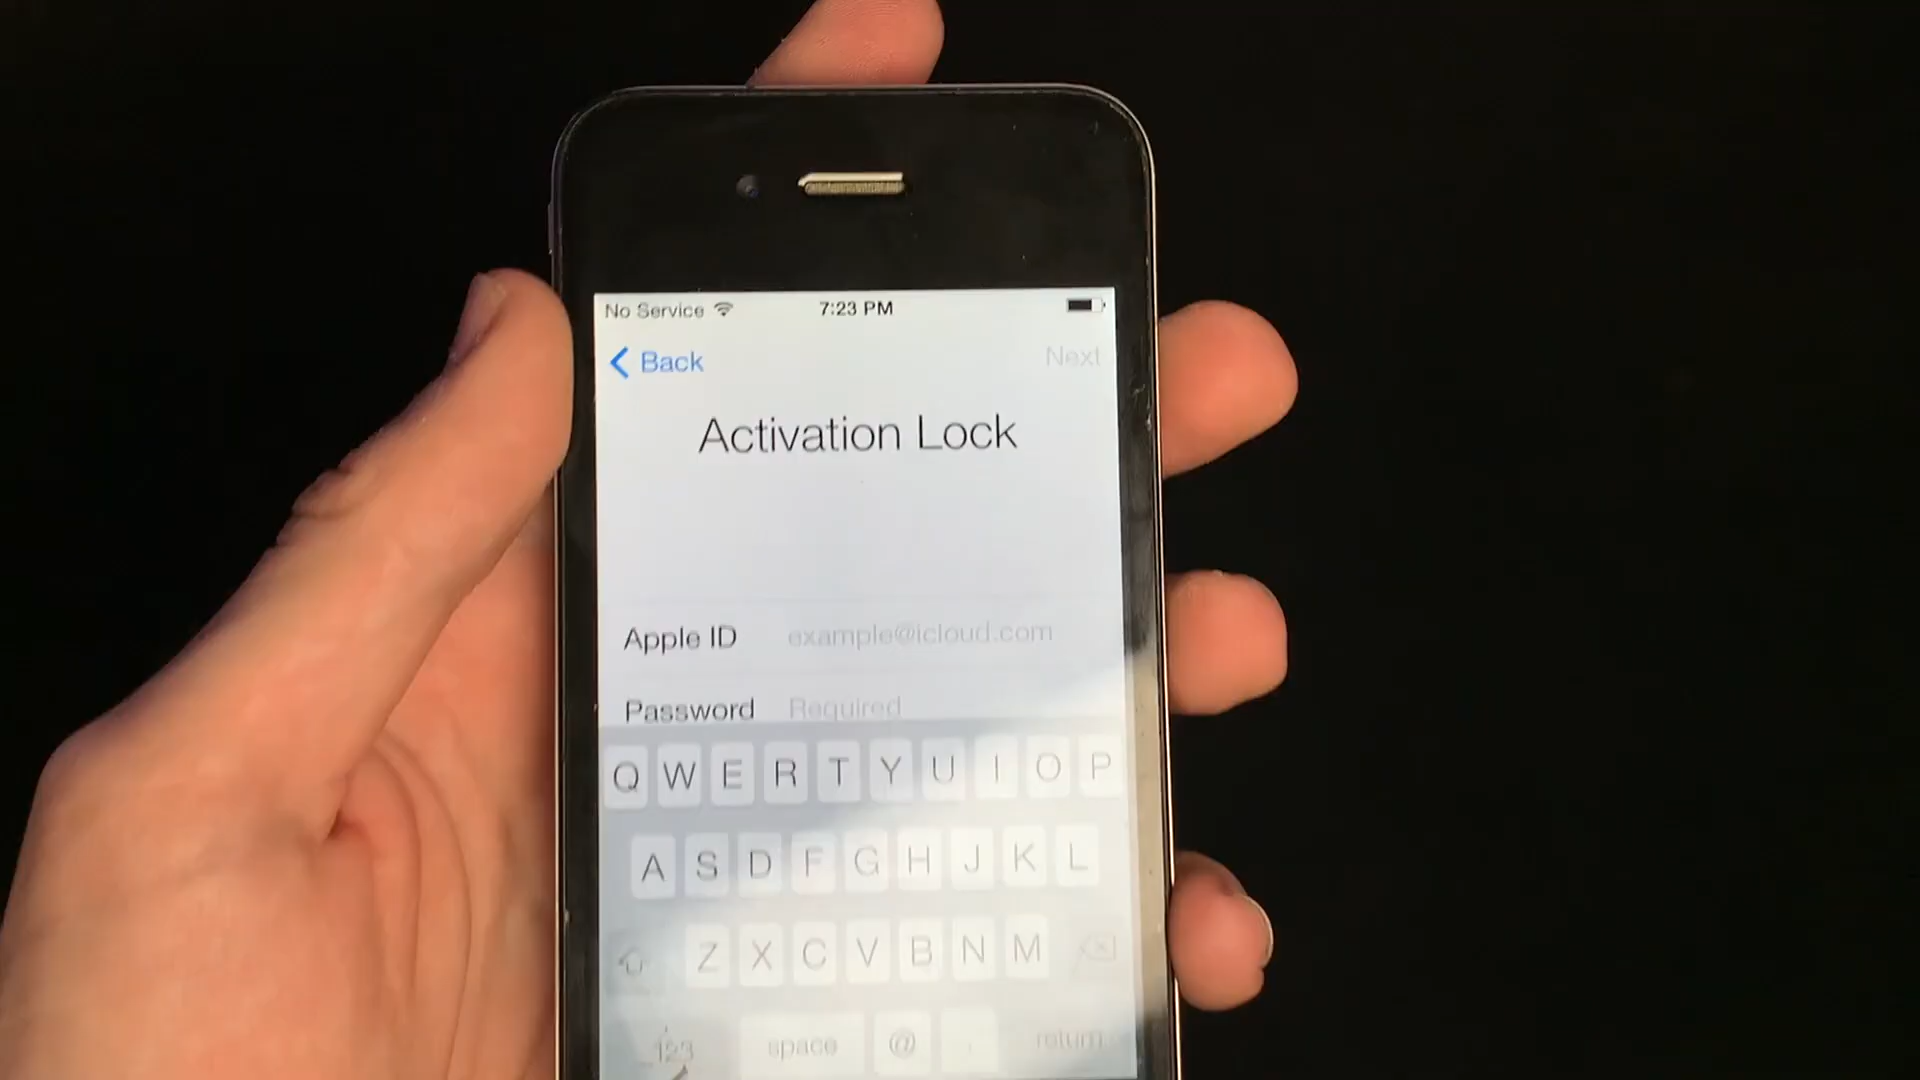 No Service 7:23 PM
Back Next
Activation Lock
Apple ID example@icloud.com
Password Required
Q W E R T Y U I O P
A S D F G H J K L
Z X C V B N M
123 space @ . return